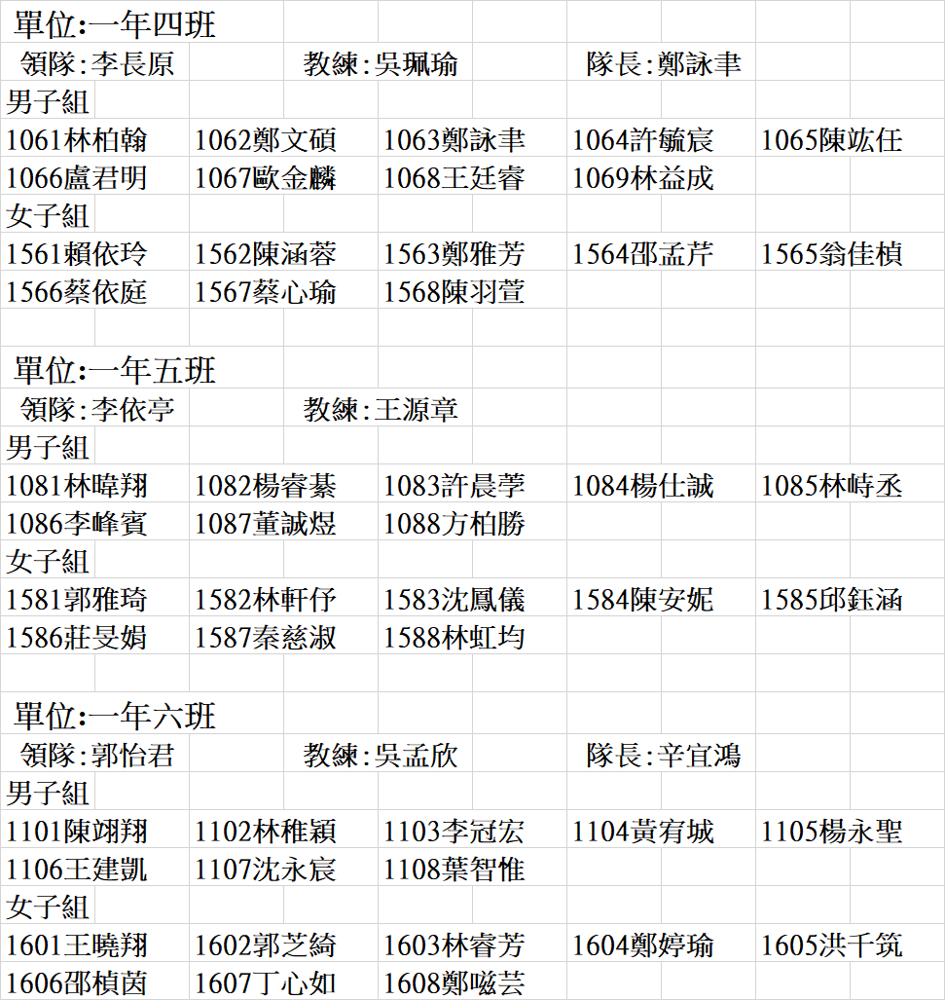 單位:一年四班
領隊:李長原 教練:吳珮瑜 隊長:鄭詠聿
男子組
1061林柏翰 1062鄭文碩 1063鄭詠聿 1064許毓宸 1065陳竑任
1066盧君明 1067歐金麟 1068王廷睿 1069林益成
女子組
1561賴依玲 1562陳涵蓉 1563鄭雅芳 1564邵孟芹 1565翁佳楨
1566蔡依庭 1567蔡心瑜 1568陳羽萱
單位:一年五班
領隊:李依亭 教練:王源章
男子組
1081林暐翔 1082楊睿綦 1083許晨荢 1084楊仕誠 1085林峙丞
1086李峰賓 1087董誠煜 1088方柏勝
女子組
1581郭雅琦 1582林軒伃 1583沈鳳儀 1584陳安妮 1585邱鈺涵
1586莊旻娟 1587秦慈淑 1588林虹均
單位:一年六班
領隊:郭怡君 教練:吳孟欣 隊長:辛宜鴻
男子組
1101陳翊翔 1102林稚穎 1103李冠宏 1104黃宥城 1105楊永聖
1106王建凱 1107沈永宸 1108葉智惟
女子組
1601王曉翔 1602郭芝綺 1603林睿芳 1604鄭婷瑜 1605洪千筑
1606邵楨茵 1607丁心如 1608鄭嗞芸